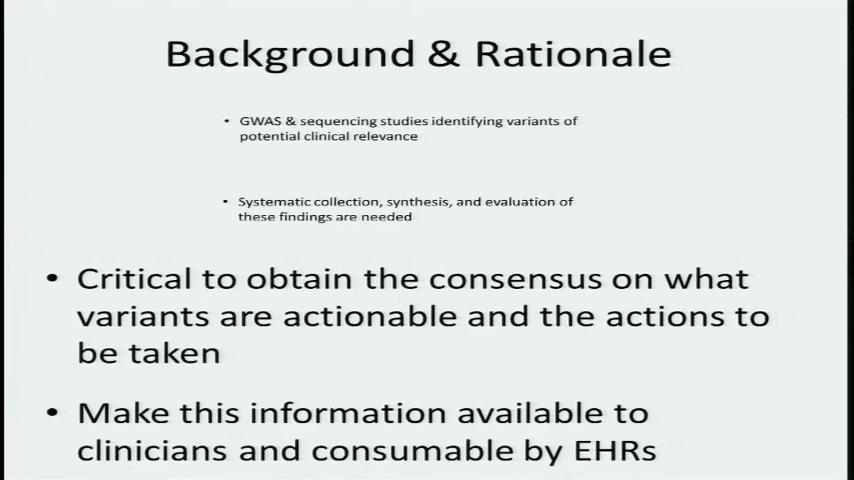 Background & Rationale
• GWAS & sequencing studies identifying variants of
potential clinical relevance
• Systematic collection, synthesis, and evaluation of
these findings are needed
• Critical to obtain the consensus on what
variants are actionable and the actions to
be taken
• Make this information available to
clinicians and consumable by EHRs